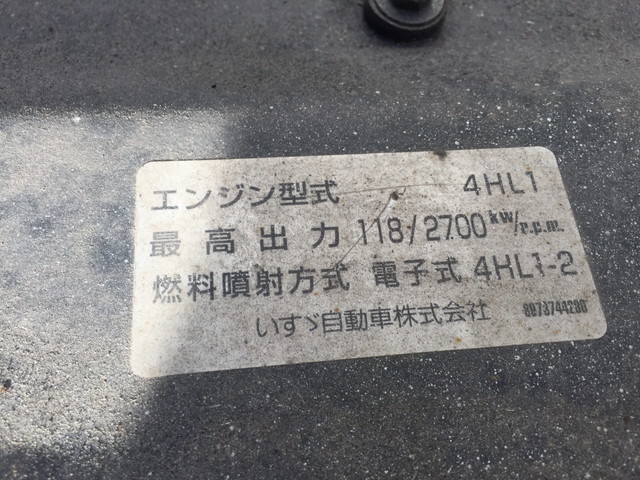 エンジン型式 4HL1
最高出力 118/2700 kw/r.p.m.
燃料噴射方式 電子式 4HL1-2
いすゞ自動車株式会社 8973744280